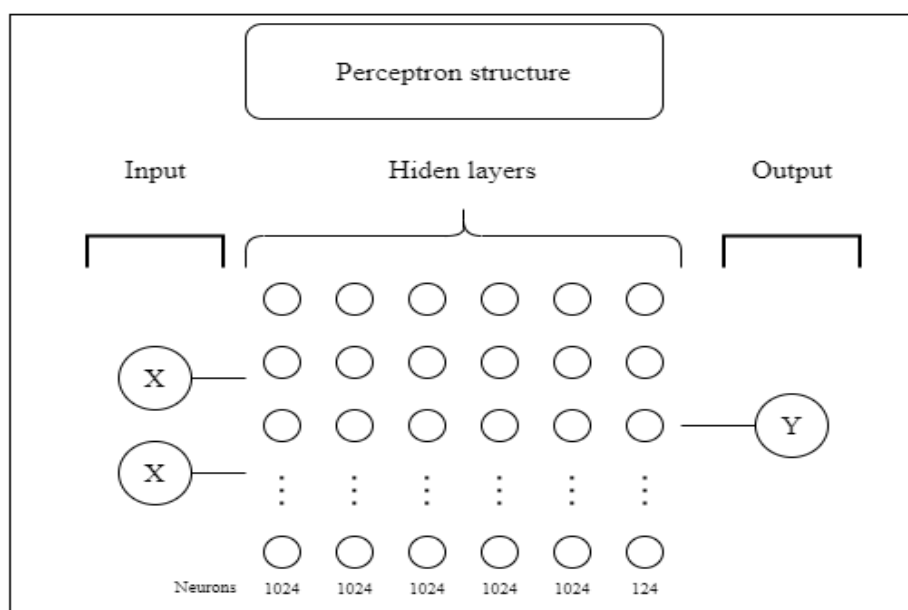 Perceptron structure
Input Hiden layers Output
X
Y
X
Neurons 1024 1024 1024 1024 1024 124